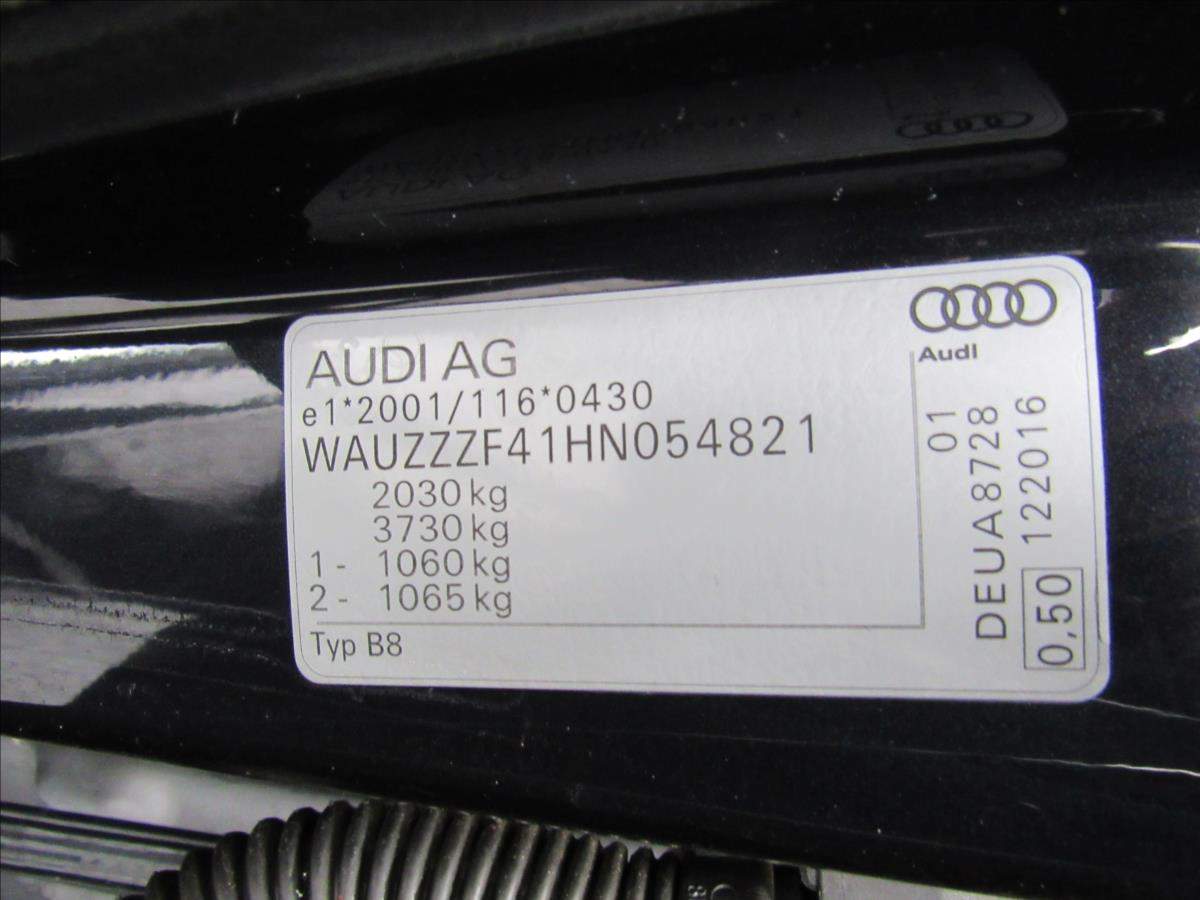 AUDI AG
e1*2001/116*0430
WAUZZZF41HN054821
2030 kg
3730 kg
1- 1060 kg
2- 1065 kg
Typ B8
Audi
01
DEUA8728
0,50 122016
8